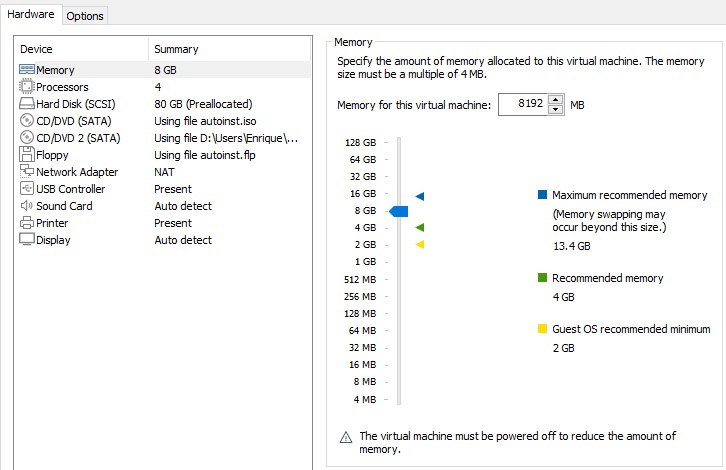 Hardware
Options
Device Summary
Memory 8 GB
Processors 4
Hard Disk (SCSI) 80 GB (Preallocated)
CD/DVD (SATA) Using file autoinst.iso
CD/DVD 2 (SATA) Using file D:\Users\Enrique\...
Floppy Using file autoinst.flp
Network Adapter NAT
USB Controller Present
Sound Card Auto detect
Printer Present
Display Auto detect
Memory
Specify the amount of memory allocated to this virtual machine. The memory
size must be a multiple of 4 MB.
Memory for this virtual machine: 8192 MB
128 GB
64 GB
32 GB
16 GB
8 GB
4 GB
2 GB
1 GB
512 MB
256 MB
128 MB
64 MB
32 MB
16 MB
8 MB
4 MB
Maximum recommended memory
(Memory swapping may
occur beyond this size.)
13.4 GB
Recommended memory
4 GB
Guest OS recommended minimum
2 GB
The virtual machine must be powered off to reduce the amount of
memory.